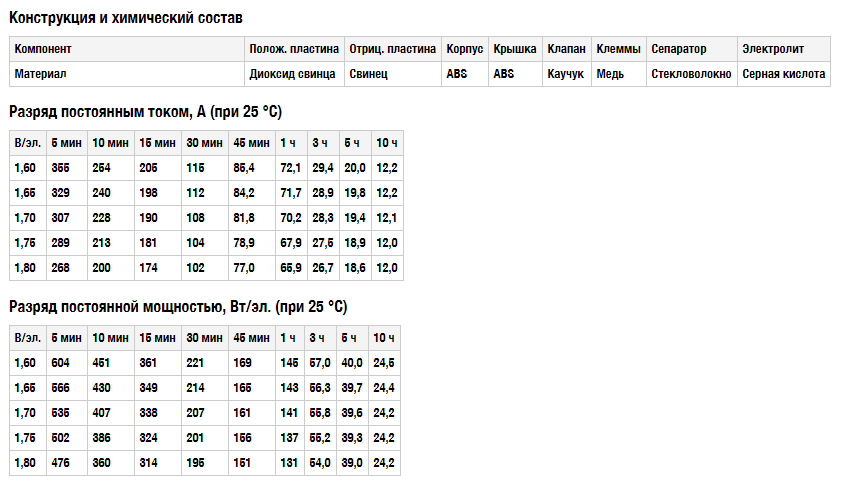 Конструкция и химический состав
Компонент Полож. пластина Отриц. пластина Корпус Крышка Клапан Клеммы Сепаратор Электролит
Материал Диоксид свинца Свинец ABS ABS Каучук Медь Стекловолокно Серная кислота
Разряд постоянным током, А (при 25 °С)
В/эл. 5 мин 10 мин 15 мин 30 мин 45 мин 1 ч 3 ч 5 ч 10 ч
1,60 355 254 205 115 85,4 72,1 29,4 20,0 12,2
1,65 329 240 198 112 84,2 71,7 28,9 19,8 12,2
1,70 307 228 190 108 81,8 70,2 28,3 19,4 12,1
1,75 289 213 181 104 78,9 67,9 27,5 18,9 12,0
1,80 268 200 174 102 77,0 65,9 26,7 18,6 12,0
Разряд постоянной мощностью, Вт/эл. (при 25 °С)
В/эл. 5 мин 10 мин 15 мин 30 мин 45 мин 1 ч 3 ч 5 ч 10 ч
1,60 604 451 361 221 169 145 57,0 40,0 24,5
1,65 566 430 349 214 165 143 56,3 39,7 24,4
1,70 535 407 338 207 161 141 55,8 39,6 24,2
1,75 502 386 324 201 156 137 55,2 39,3 24,2
1,80 476 360 314 195 151 131 54,0 39,0 24,2